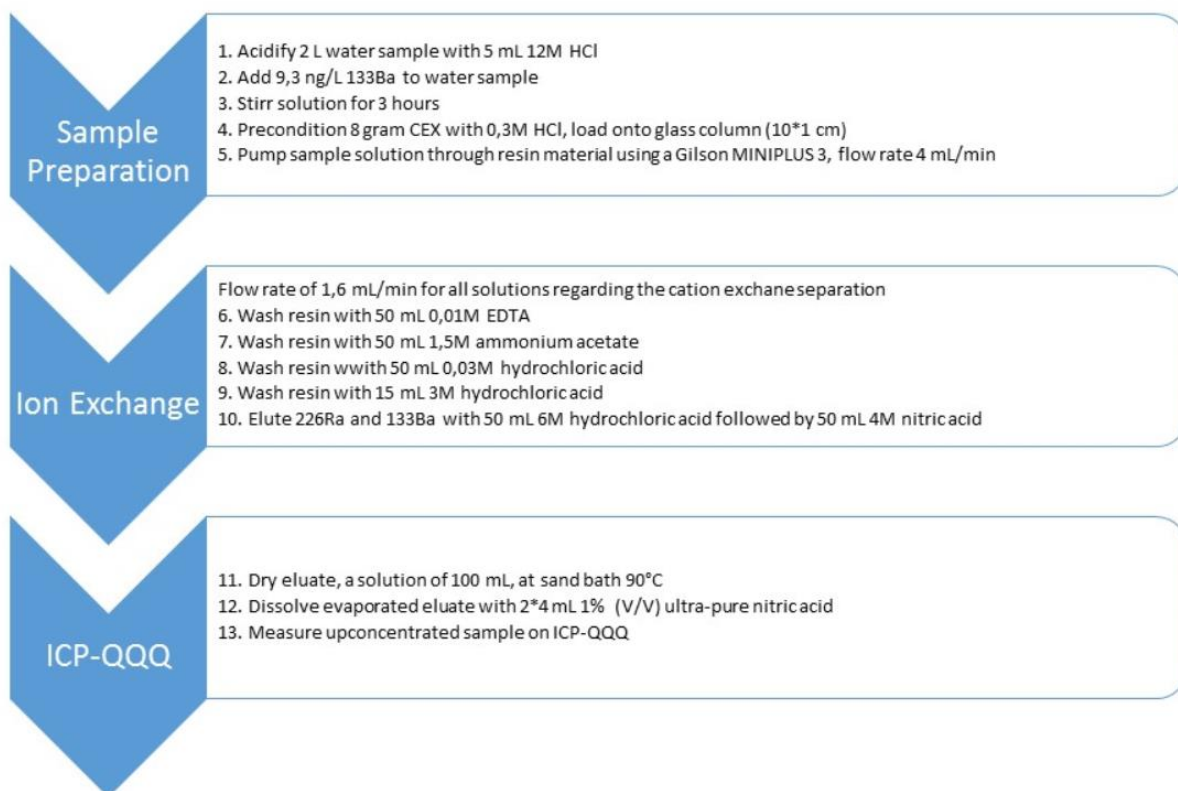 Sample
Preparation
1. Acidify 2 L water sample with 5 mL 12M HCl
2. Add 9,3 ng/L 133Ba to water sample
3. Stirr solution for 3 hours
4. Precondition 8 gram CEX with 0,3M HCl, load onto glass column (10*1 cm)
5. Pump sample solution through resin material using a Gilson MINIPLUS 3, flow rate 4 mL/min
Ion Exchange
Flow rate of 1,6 mL/min for all solutions regarding the cation exchane separation
6. Wash resin with 50 mL 0,01M EDTA
7. Wash resin with 50 mL 1,5M ammonium acetate
8. Wash resin wwith 50 mL 0,03M hydrochloric acid
9. Wash resin with 15 mL 3M hydrochloric acid
10. Elute 226Ra and 133Ba with 50 mL 6M hydrochloric acid followed by 50 mL 4M nitric acid
ICP-QQQ
11. Dry eluate, a solution of 100 mL, at sand bath 90°C
12. Dissolve evaporated eluate with 2*4 mL 1% (V/V) ultra-pure nitric acid
13. Measure upconcentrated sample on ICP-QQQ